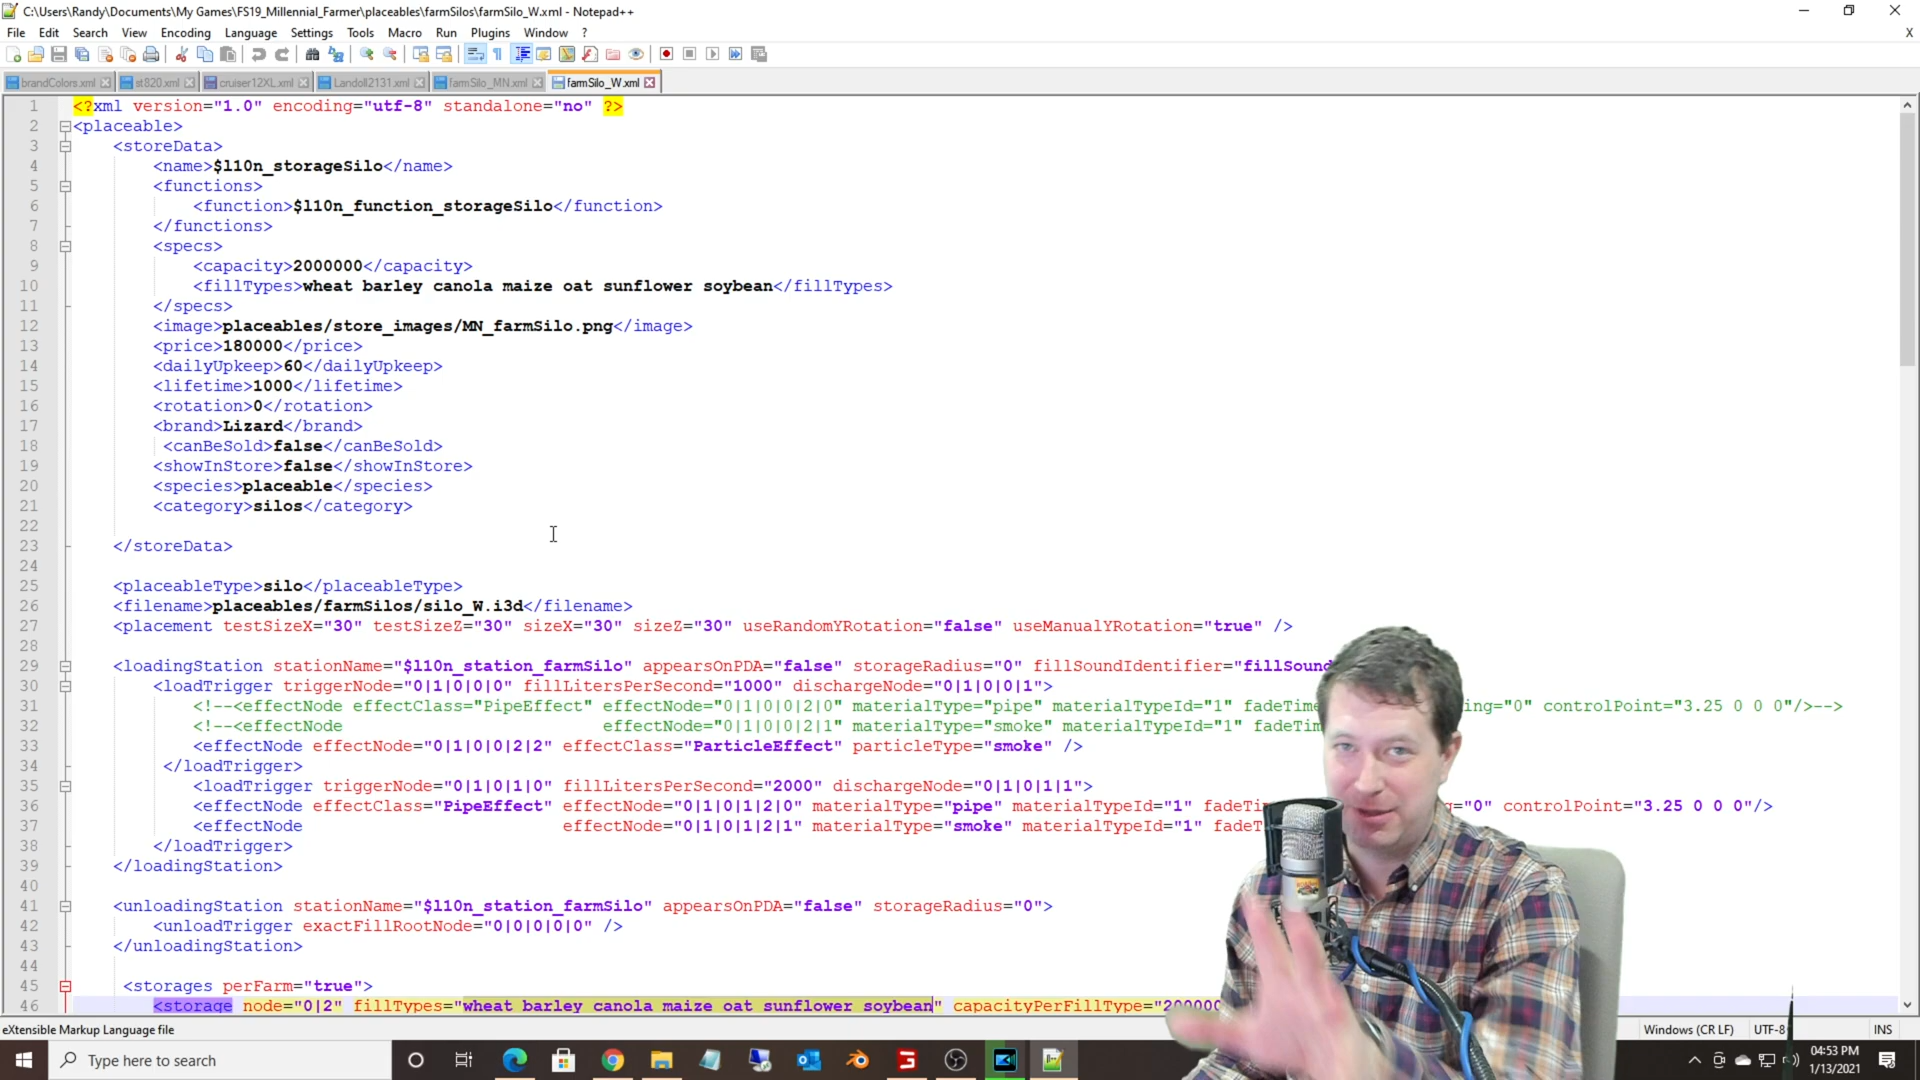 C:\Users\Randy\Documents\My Games\FS19_Millennial_Farmer\placeables\farmSilos\farmSilo_W.xml - Notepad++
File Edit Search View Encoding Language Settings Tools Macro Run Plugins Window ? X
brandColors.xml st820.xml cruiser12XL.xml Landoll2131.xml farmSilo_MN.xml farmSilo_W.xml
1 <?xml version="1.0" encoding="utf-8" standalone="no" ?>
2 <placeable>
3 <storeData>
4 <name>$l10n_storageSilo</name>
5 <functions>
6 <function>$l10n_function_storageSilo</function>
7 </functions>
8 <specs>
9 <capacity>2000000</capacity>
10 <fillTypes>wheat barley canola maize oat sunflower soybean</fillTypes>
11 </specs>
12 <image>placeables/store_images/MN_farmSilo.png</image>
13 <price>180000</price>
14 <dailyUpkeep>60</dailyUpkeep>
15 <lifetime>1000</lifetime>
16 <rotation>0</rotation>
17 <brand>Lizard</brand>
18 <canBeSold>false</canBeSold>
19 <showInStore>false</showInStore>
20 <species>placeable</species>
21 <category>silos</category>
22
23 </storeData>
24
25 <placeableType>silo</placeableType>
26 <filename>placeables/farmSilos/silo_W.i3d</filename>
27 <placement testSizeX="30" testSizeZ="30" sizeX="30" sizeZ="30" useRandomYRotation="false" useManualYRotation="true" />
28
29 <loadingStation stationName="$l10n_station_farmSilo" appearsOnPDA="false" storageRadius="0" fillSoundIdentifier="fillSoun
30 <loadTrigger triggerNode="0|1|0|0|0" fillLitersPerSecond="1000" dischargeNode="0|1|0|0|1">
31 <!--<effectNode effectClass="PipeEffect" effectNode="0|1|0|0|2|0" materialType="pipe" materialTypeId="1" fadeTim ing="0" controlPoint="3.25 0 0 0"/>-->
32 <!--<effectNode effectNode="0|1|0|0|2|1" materialType="smoke" materialTypeId="1" fadeTi
33 <effectNode effectNode="0|1|0|0|2|2" effectClass="ParticleEffect" particleType="smoke" />
34 </loadTrigger>
35 <loadTrigger triggerNode="0|1|0|1|0" fillLitersPerSecond="2000" dischargeNode="0|1|0|1|1">
36 <effectNode effectClass="PipeEffect" effectNode="0|1|0|1|2|0" materialType="pipe" materialTypeId="1" fadeTim g="0" controlPoint="3.25 0 0 0"/>
37 <effectNode effectNode="0|1|0|1|2|1" materialType="smoke" materialTypeId="1" fadeT
38 </loadTrigger>
39 </loadingStation>
40
41 <unloadingStation stationName="$l10n_station_farmSilo" appearsOnPDA="false" storageRadius="0">
42 <unloadTrigger exactFillRootNode="0|0|0|0|0" />
43 </unloadingStation>
44
45 <storages perFarm="true">
46 <storage node="0|2" fillTypes="wheat barley canola maize oat sunflower soybean" capacityPerFillType="200000
eXtensible Markup Language file Windows (CR LF) UTF-8 INS
Type here to search
04:53 PM
1/13/2021